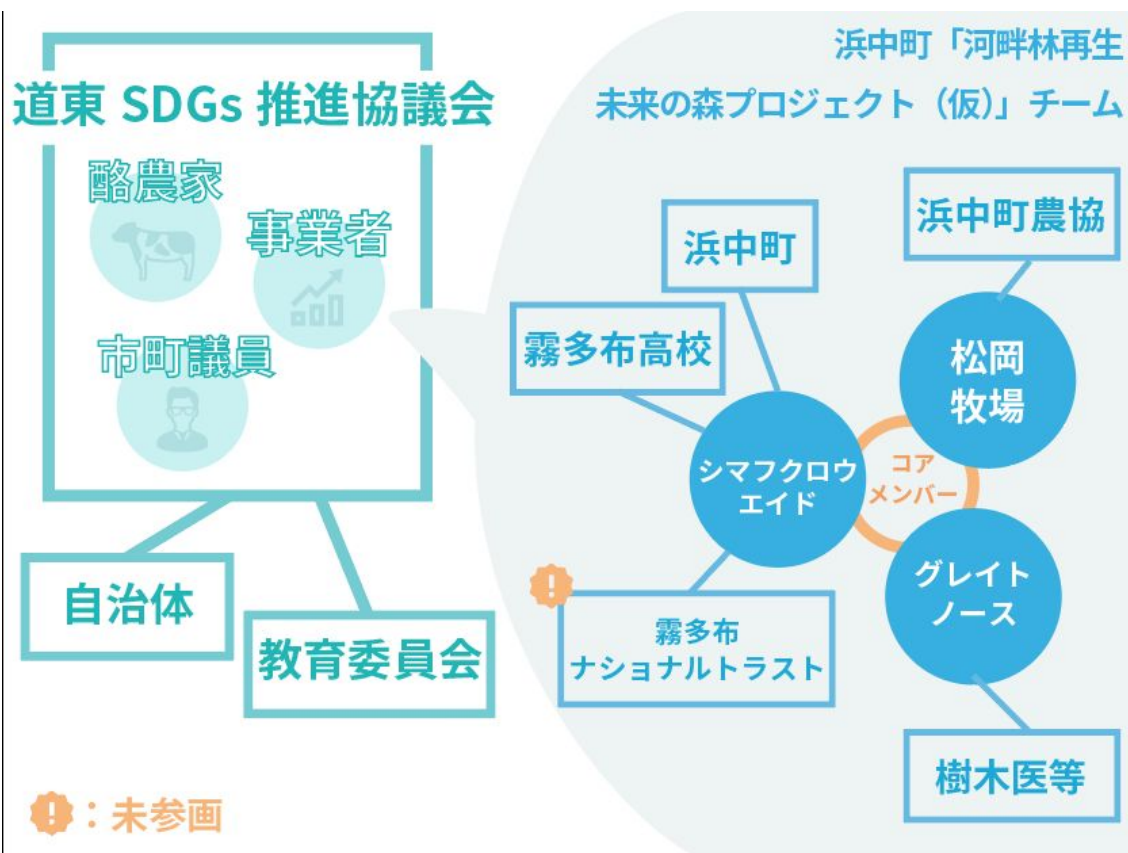 道東 SDGs 推進協議会
酪農家
事業者
市町議員
自治体
教育委員会
！：未参画
浜中町「河畔林再生
未来の森プロジェクト（仮）」チーム
浜中町農協
浜中町
霧多布高校
松岡
牧場
シマフクロウ
エイド
コア
メンバー
グレイト
ノース
！
霧多布
ナショナルトラスト
樹木医等